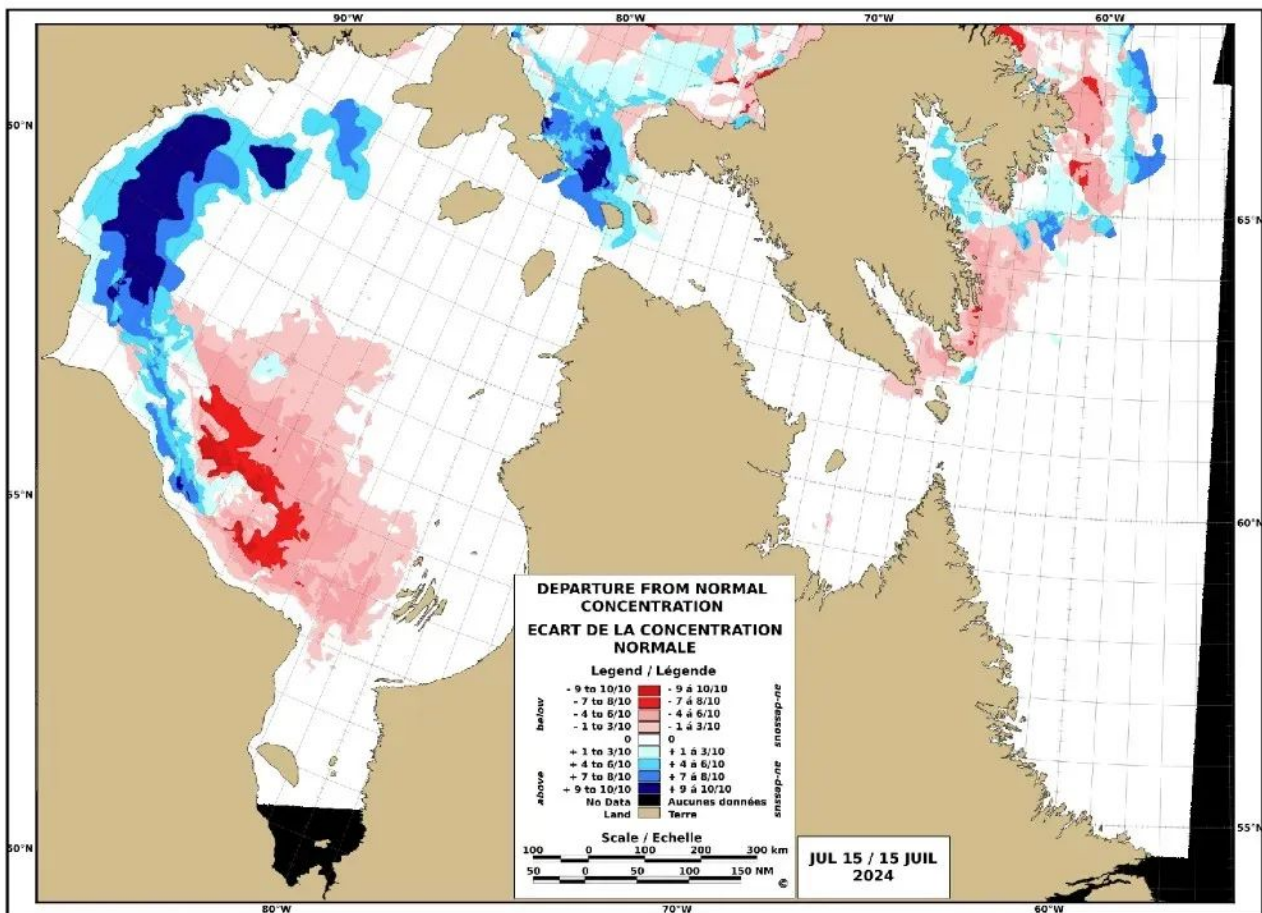 90°W 80°W 70°W 60°W
60°N
65°N
55°N
60°N
DEPARTURE FROM NORMAL
CONCENTRATION
ECART DE LA CONCENTRATION
NORMALE
Legend / Légende
below
- 9 to 10/10 - 9 á 10/10
- 7 to 8/10 - 7 á 8/10
- 4 to 6/10 - 4 á 6/10
- 1 to 3/10 - 1 á 3/10
au-dessous
0 0
above
+ 1 to 3/10 + 1 á 3/10
+ 4 to 6/10 + 4 á 6/10
+ 7 to 8/10 + 7 á 8/10
+ 9 to 10/10 + 9 á 10/10
au-dessus
No Data Aucunes données
Land Terre
Scale / Echelle
100 0 100 200 300 km
50 0 50 100 150 NM
©
JUL 15 / 15 JUIL
2024
55°N
50°N
80°W 70°W 60°W